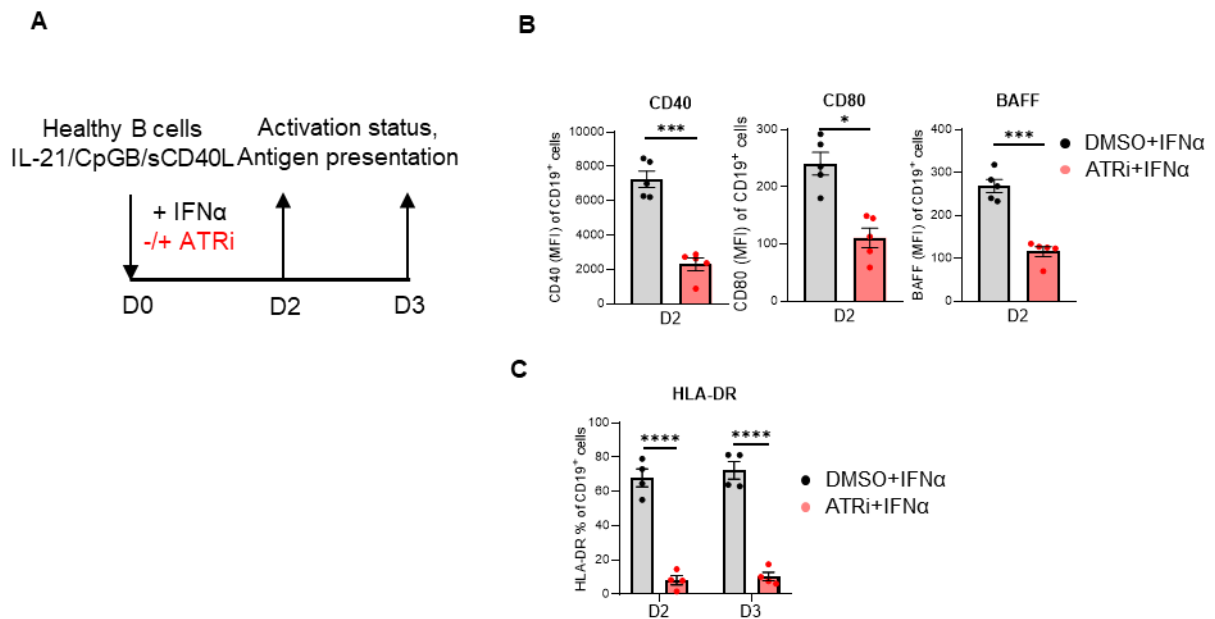 A
Healthy B cells
IL-21/CpGB/sCD40L
Activation status,
Antigen presentation
+ IFNα
-/+ ATRi
D0
D2
D3
B
CD40
***
CD40 (MFI) of CD19⁺ cells
10000
8000
6000
4000
2000
0
D2
CD80
*
CD80 (MFI) of CD19⁺ cells
300
200
100
0
D2
BAFF
***
BAFF (MFI) of CD19⁺ cells
400
300
200
100
0
D2
DMSO+IFNα
ATRi+IFNα
C
HLA-DR
****
****
HLA-DR % of CD19⁺ cells
100
80
60
40
20
0
D2
D3
DMSO+IFNα
ATRi+IFNα